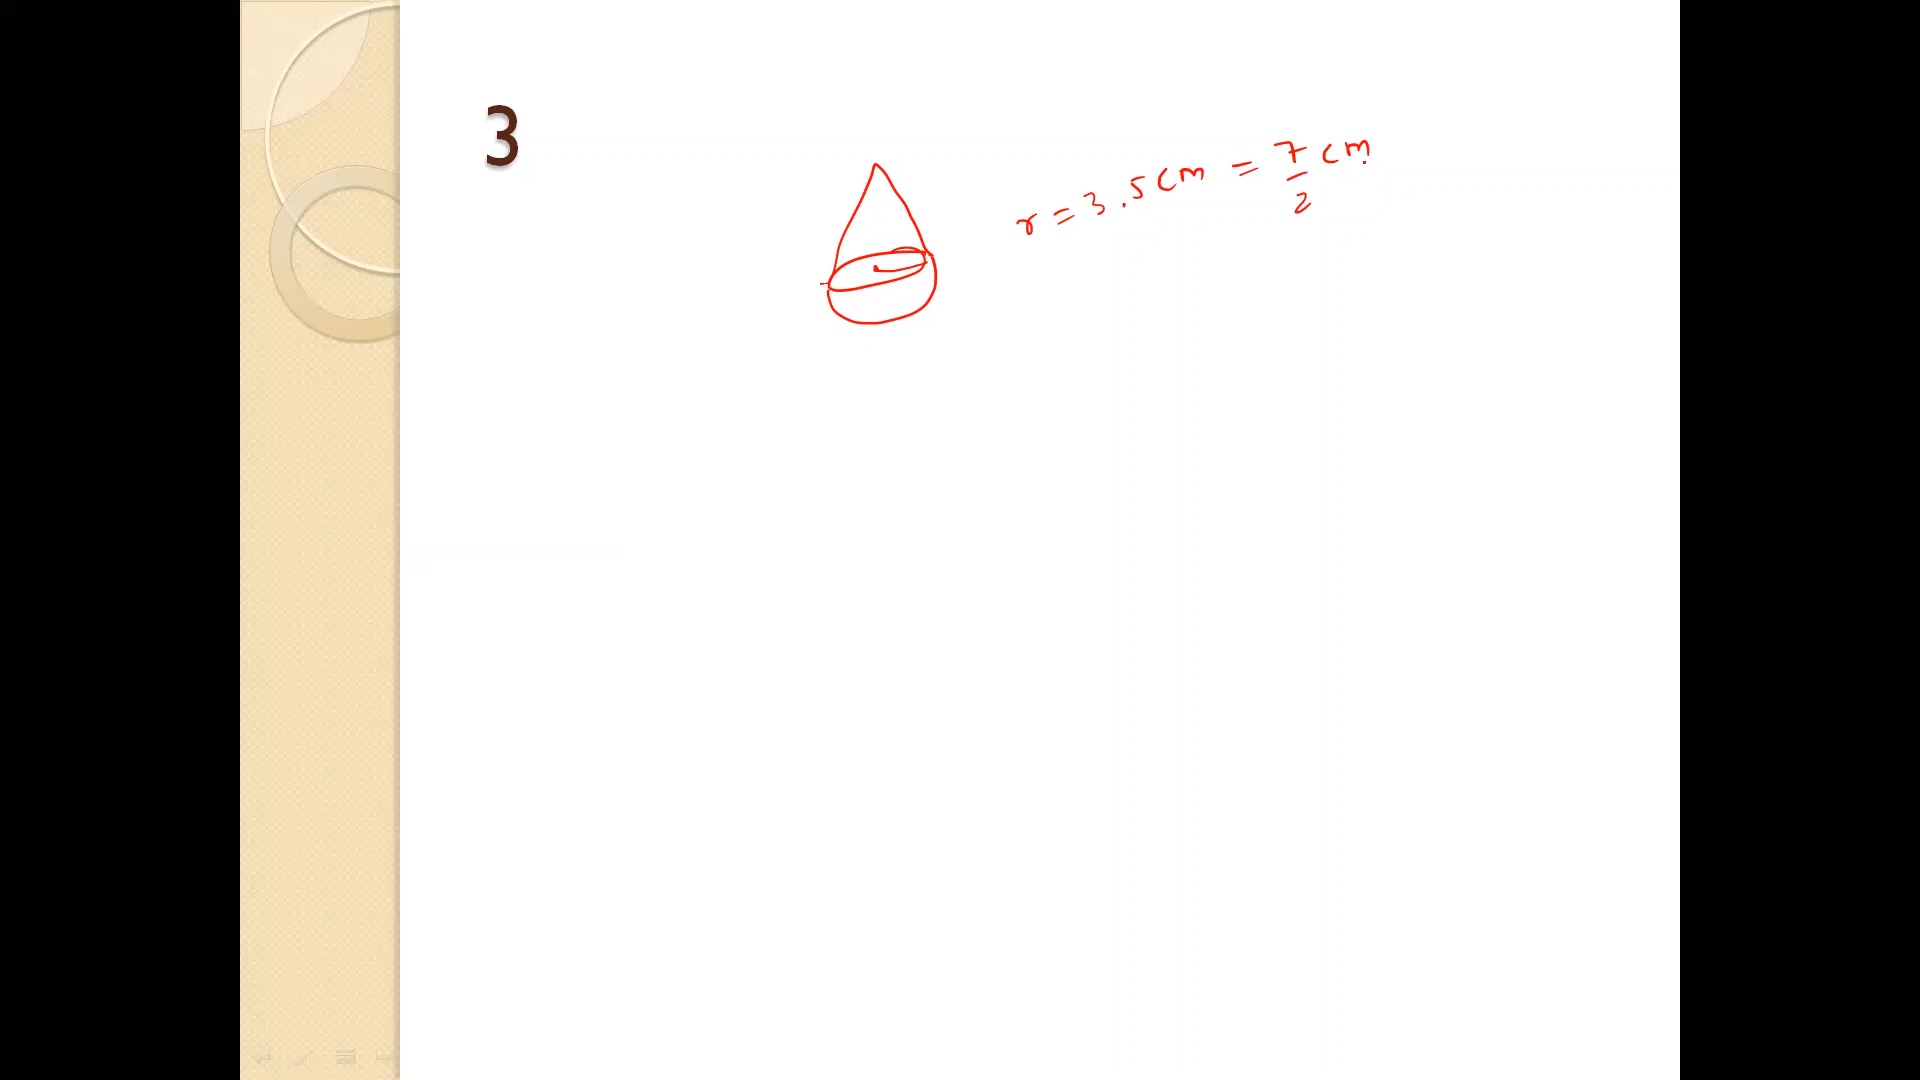 3
r = 3.5 cm = 7/2 cm